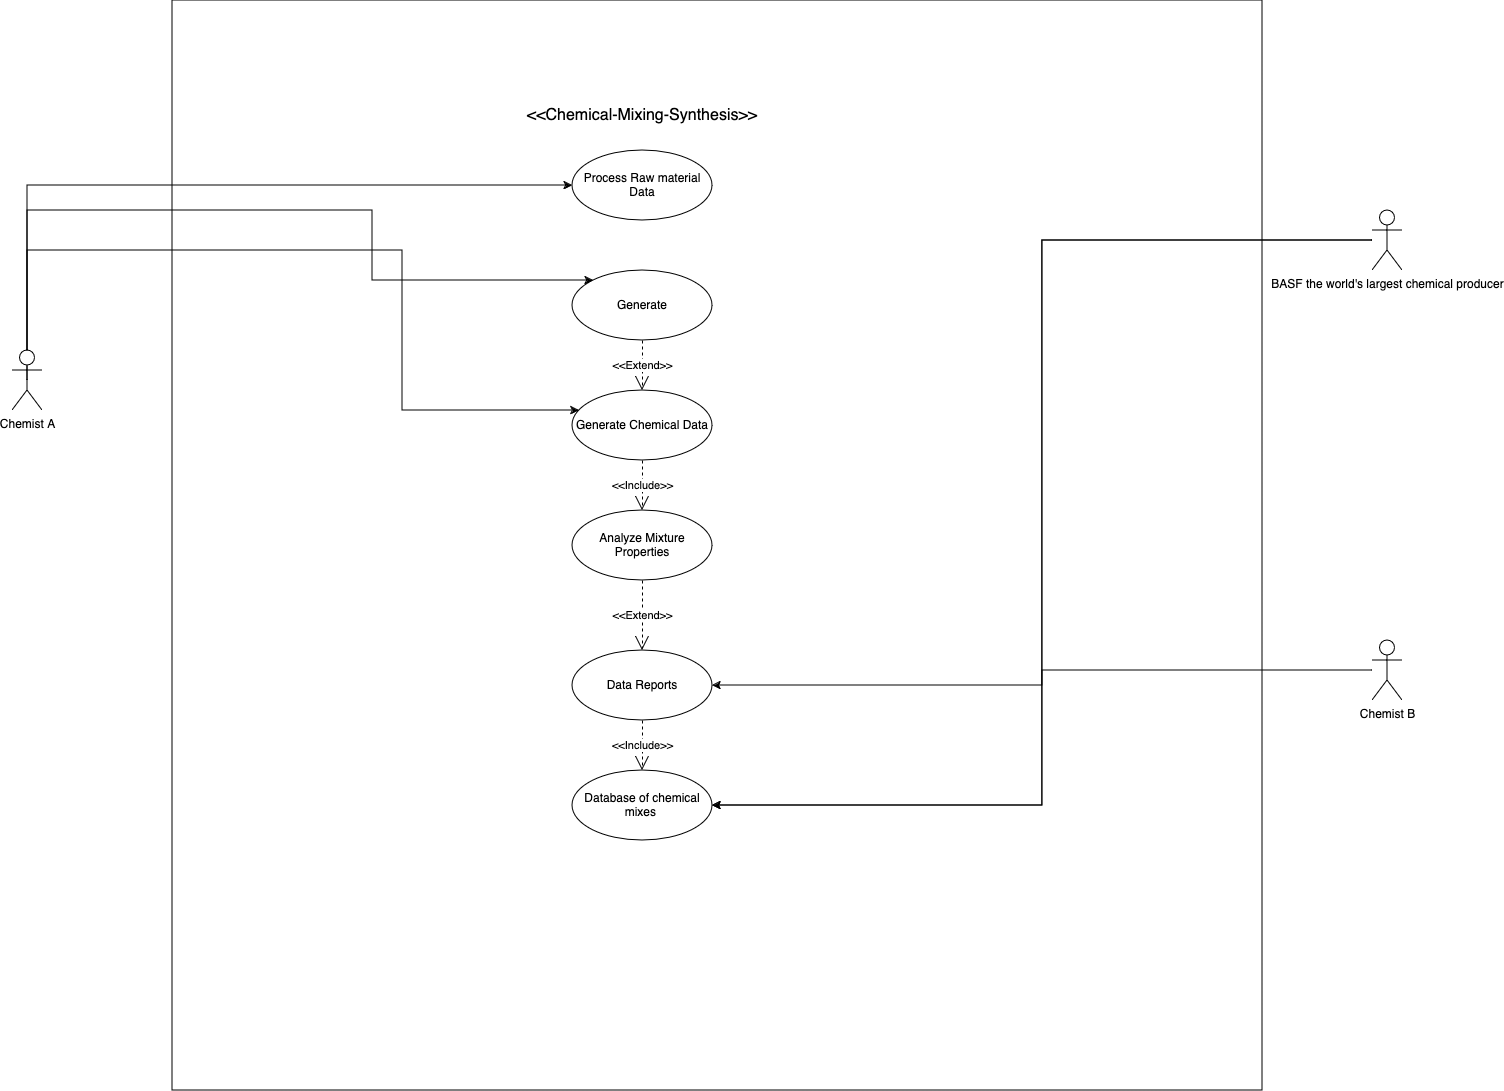 <<Chemical-Mixing-Synthesis>>
Process Raw material
Data
Generate
<<Extend>>
Generate Chemical Data
<<Include>>
Analyze Mixture
Properties
<<Extend>>
Data Reports
<<Include>>
Database of chemical
mixes
Chemist A
BASF the world's largest chemical producer
Chemist B